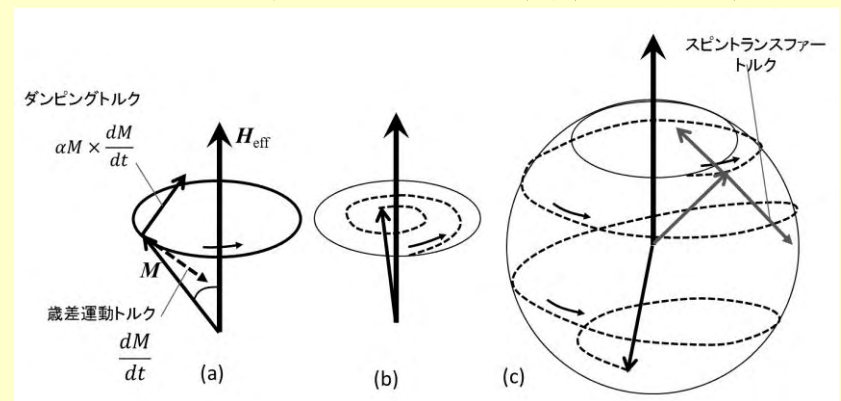 ダンピングトルク
αM × dM/dt
H_eff
M
歳差運動トルク
dM/dt
(a)
(b)
スピントランスファー
トルク
(c)